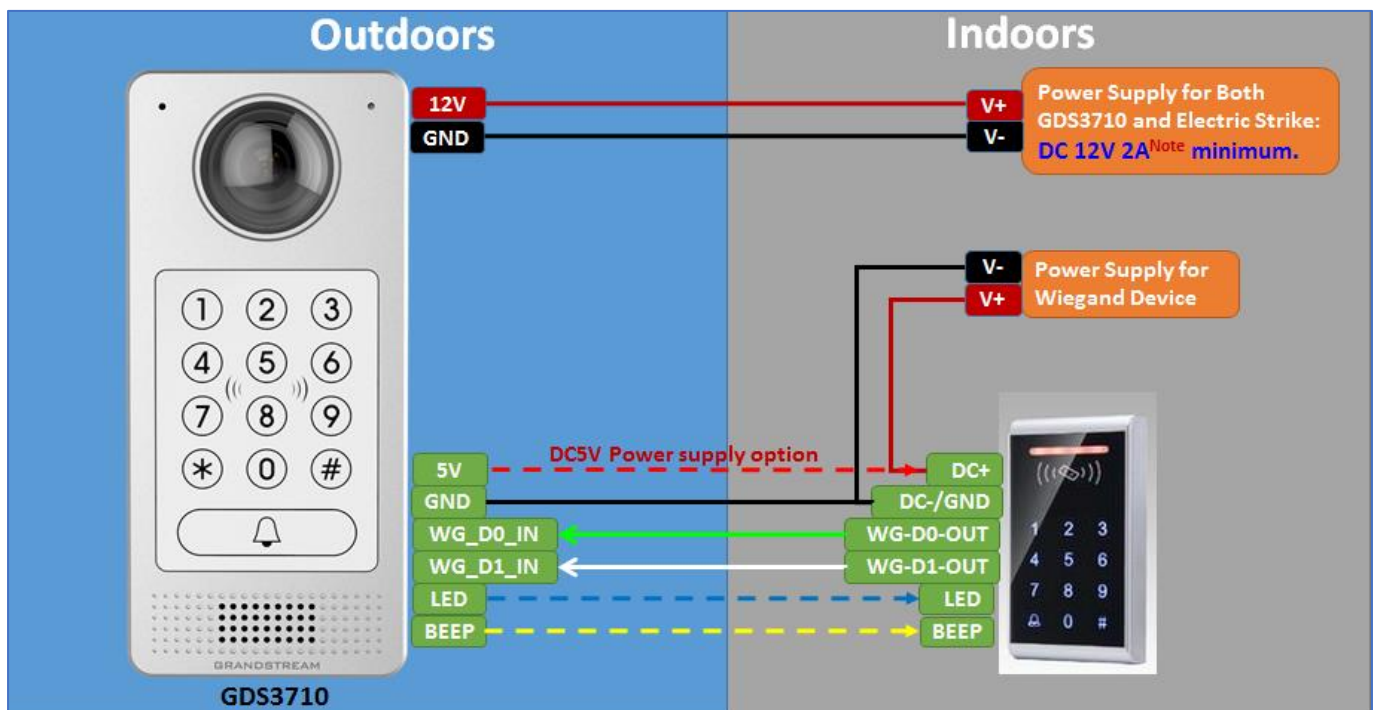 Outdoors
Indoors
12V
GND
V+
V-
Power Supply for Both
GDS3710 and Electric Strike:
DC 12V 2A Note minimum.
V-
V+
Power Supply for
Wiegand Device
1 2 3
4 5 6
7 8 9
* 0 #
GRANDSTREAM
GDS3710
5V
GND
WG_D0_IN
WG_D1_IN
LED
BEEP
DC5V Power supply option
DC+
DC-/GND
WG-D0-OUT
WG-D1-OUT
LED
BEEP
1 2 3
4 5 6
7 8 9
0 #